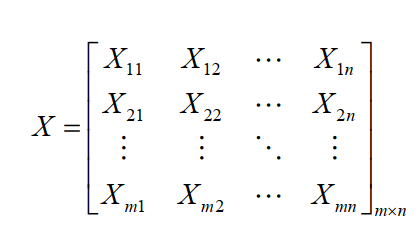 X = [ X₁₁ X₁₂ ⋯ X₁ₙ
X₂₁ X₂₂ ⋯ X₂ₙ
⋮ ⋮ ⋱ ⋮
Xₘ₁ Xₘ₂ ⋯ Xₘₙ ]ₘ×ₙ